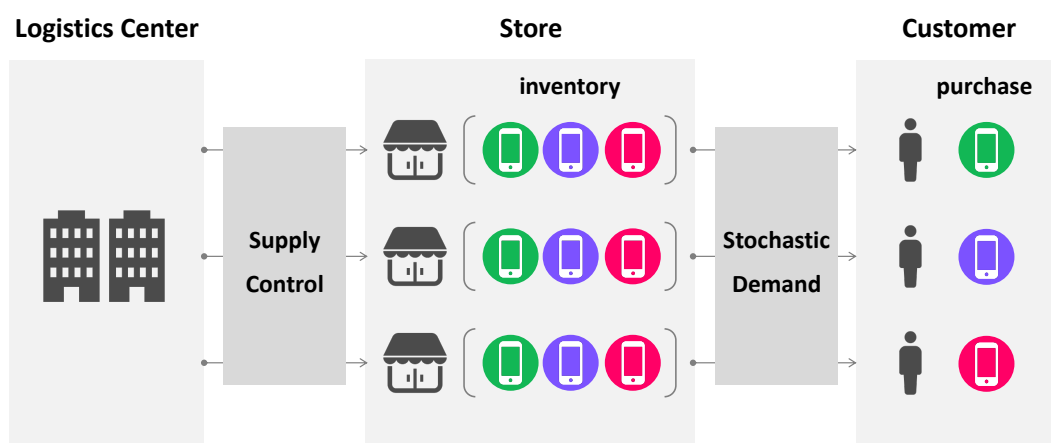 Logistics Center
Store
Customer
inventory
purchase
Supply
Control
Stochastic
Demand